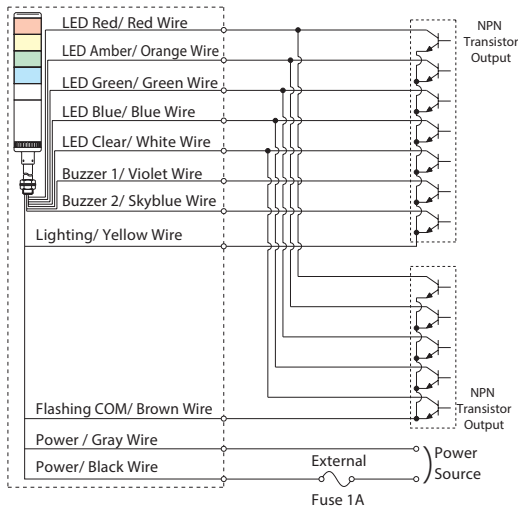 LED Red/ Red Wire
LED Amber/ Orange Wire
LED Green/ Green Wire
LED Blue/ Blue Wire
LED Clear/ White Wire
Buzzer 1/ Violet Wire
Buzzer 2/ Skyblue Wire
Lighting/ Yellow Wire
Flashing COM/ Brown Wire
Power / Gray Wire
Power/ Black Wire
NPN
Transistor
Output
NPN
Transistor
Output
External
Fuse 1A
Power
Source